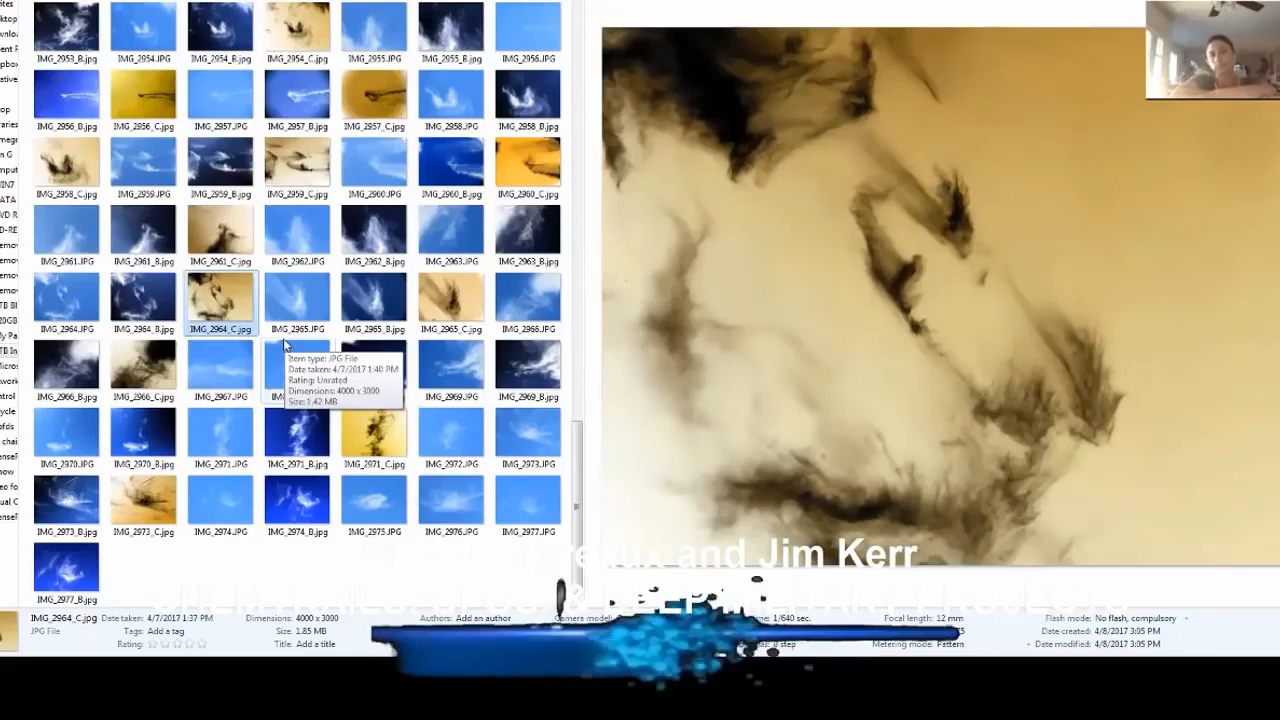 IMG_2953_B.jpg IMG_2954.JPG IMG_2954_B.jpg IMG_2954_C.jpg IMG_2955.JPG IMG_2955_B.jpg IMG_2956.JPG
IMG_2956_B.jpg IMG_2956_C.jpg IMG_2957.JPG IMG_2957_B.jpg IMG_2957_C.jpg IMG_2958.JPG IMG_2958_B.jpg
IMG_2958_C.jpg IMG_2959.JPG IMG_2959_B.jpg IMG_2959_C.jpg IMG_2960.JPG IMG_2960_B.jpg IMG_2960_C.jpg
IMG_2961.JPG IMG_2961_B.jpg IMG_2961_C.jpg IMG_2962.JPG IMG_2962_B.jpg IMG_2963.JPG IMG_2963_B.jpg
IMG_2964.JPG IMG_2964_B.jpg IMG_2964_C.jpg IMG_2965.JPG IMG_2965_B.jpg IMG_2965_C.jpg IMG_2966.JPG
Item type: JPG File
Date taken: 4/7/2017 1:40 PM
Rating: Unrated
Dimensions: 4000 x 3000
Size: 1.42 MB
IMG_2966_B.jpg IMG_2966_C.jpg IMG_2967.JPG IMG_2969.JPG IMG_2969_B.jpg
IMG_2970.JPG IMG_2970_B.jpg IMG_2971.JPG IMG_2971_B.jpg IMG_2971_C.jpg IMG_2972.JPG IMG_2973.JPG
IMG_2973_B.jpg IMG_2973_C.jpg IMG_2974.JPG IMG_2974_B.jpg IMG_2975.JPG IMG_2976.JPG IMG_2977.JPG
IMG_2977_B.jpg
and Jim Kerr
IMG_2964_C.jpg Date taken: 4/7/2017 1:37 PM Dimensions: 4000 x 3000 Authors: Add an author 1/640 sec. Focal length: 12 mm Flash mode: No flash, compulsory
JPG File Tags: Add a tag Size: 1.85 MB Date created: 4/8/2017 3:05 PM
Rating: Title: Add a title 0 step Metering mode: Pattern Date modified: 4/8/2017 3:05 PM